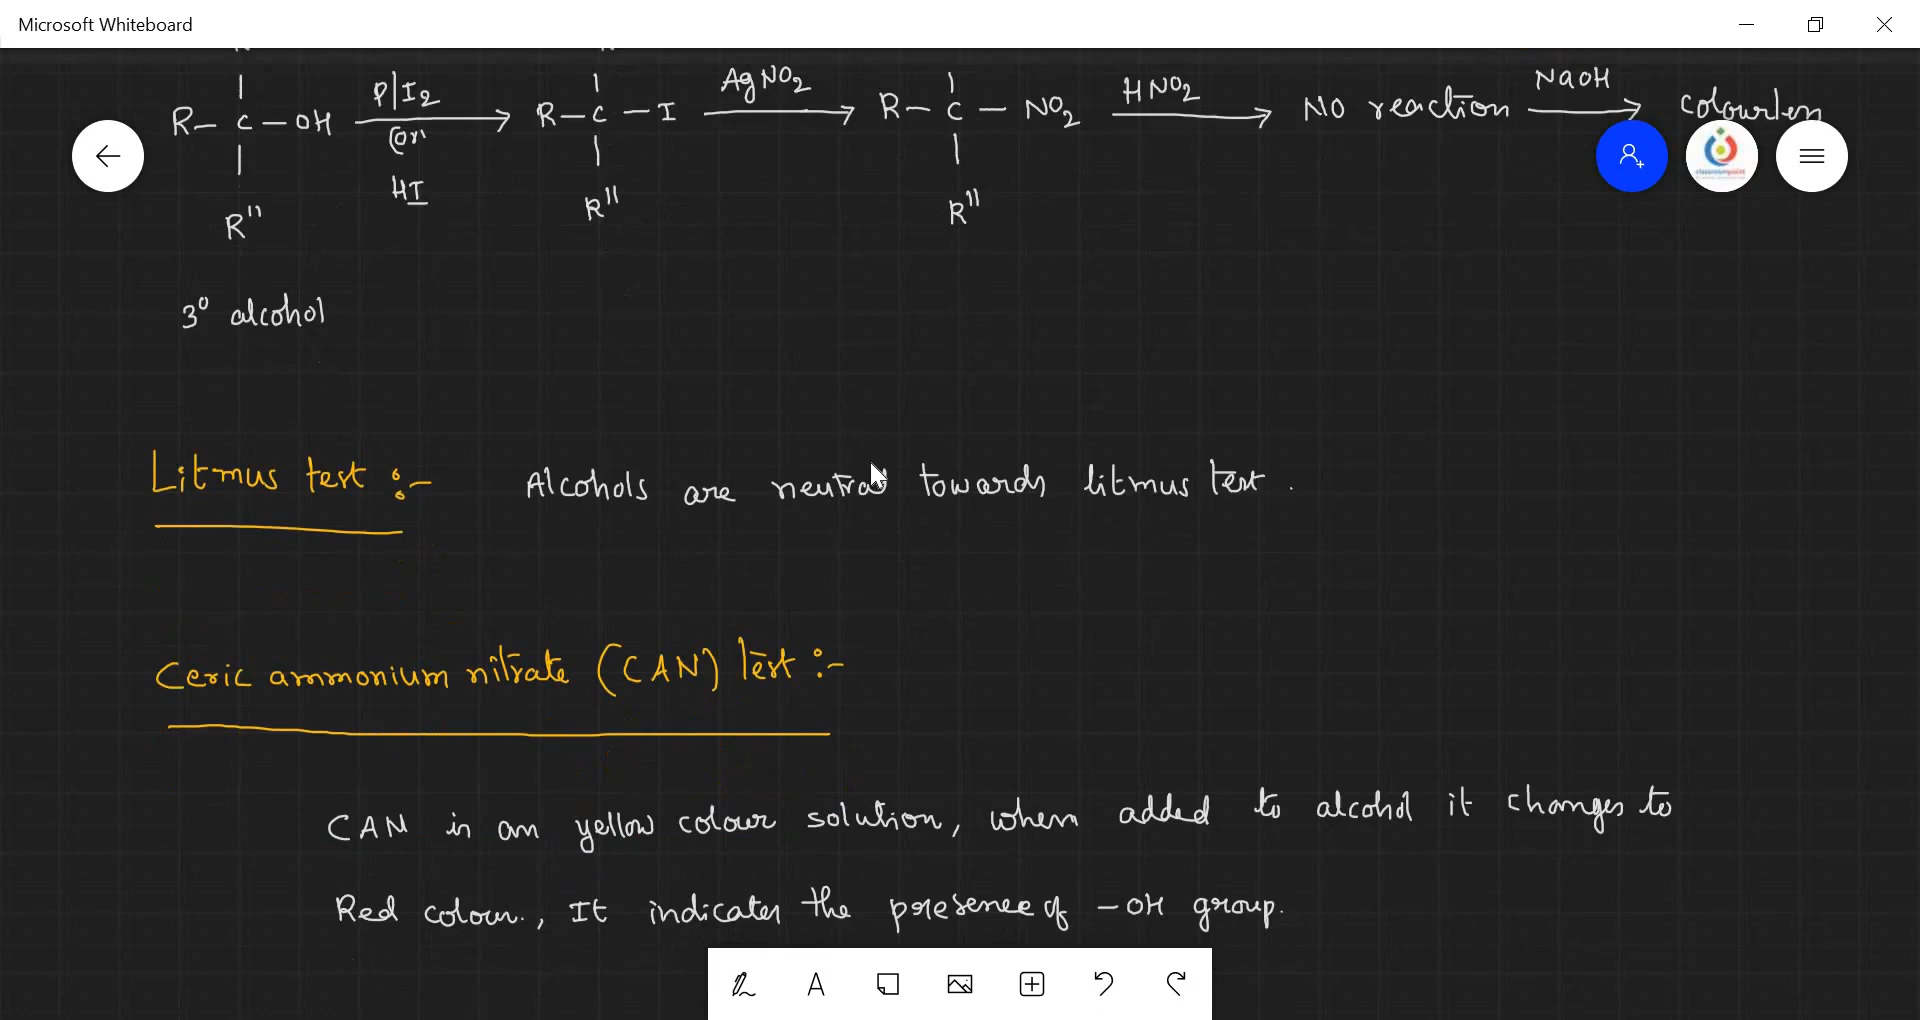 Microsoft Whiteboard
R - C - OH P/I2 (or) HI R - C - I AgNO2 R - C - NO2 HNO2 NO reaction NaOH colourless
R" R" R"
3° alcohol
Litmus test :- Alcohols are neutral towards litmus test.
Ceric ammonium nitrate (CAN) Test :-
CAN is an yellow colour solution, when added to alcohol it changes to
Red colour., It indicates the presence of -OH group.
A